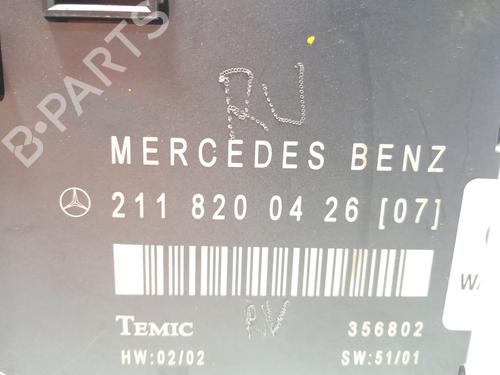 B-PARTS
RV
MERCEDES BENZ
211 820 04 26 [07]
RV
TEMIC 356802
HW:02/02 SW:51/01